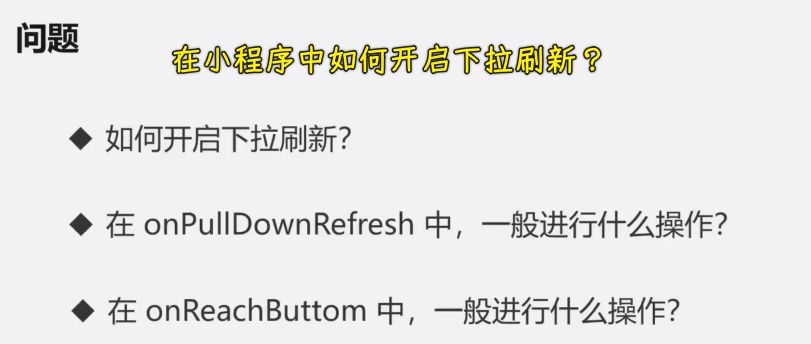 问题
在小程序中如何开启下拉刷新？
◆ 如何开启下拉刷新？
◆ 在 onPullDownRefresh 中，一般进行什么操作？
◆ 在 onReachButtom 中，一般进行什么操作？